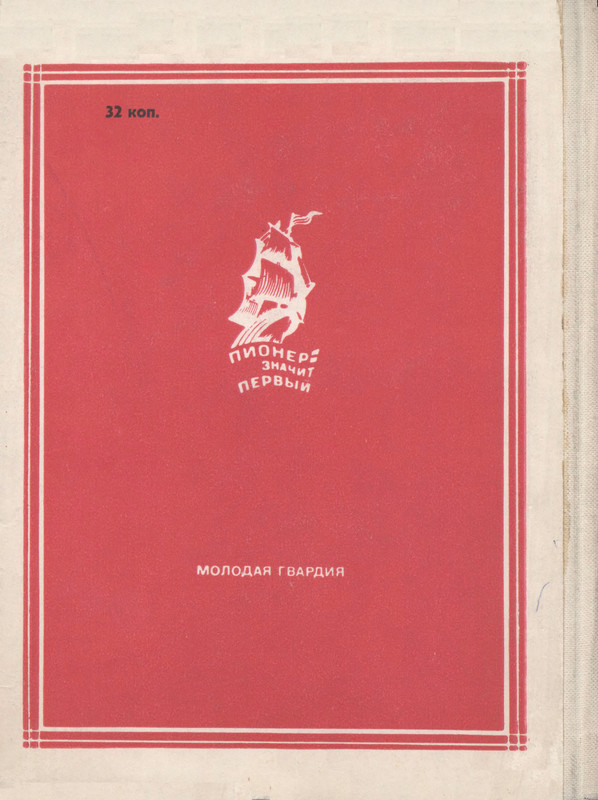 32 коп.
ПИОНЕР =
ЗНАЧИТ
ПЕРВЫЙ
МОЛОДАЯ ГВАРДИЯ